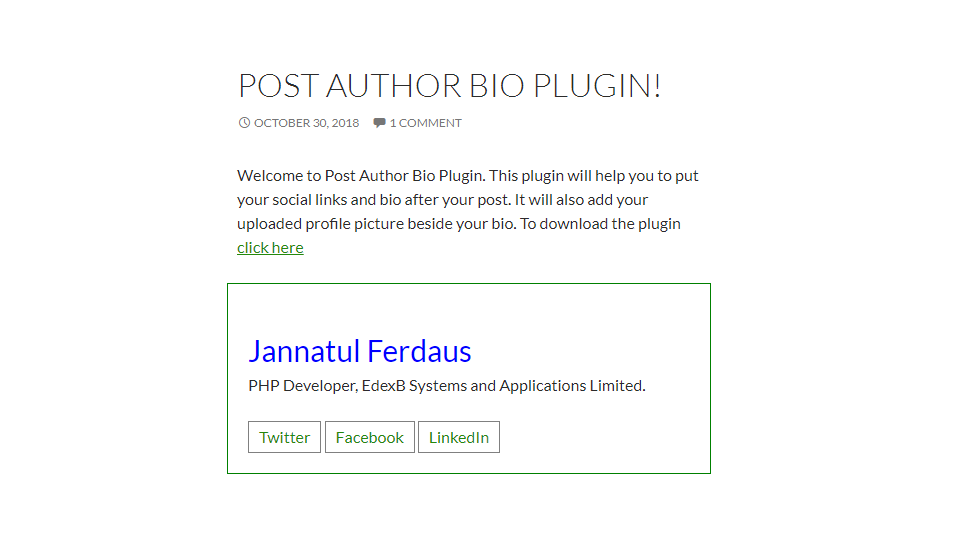 POST AUTHOR BIO PLUGIN!
OCTOBER 30, 2018 1 COMMENT
Welcome to Post Author Bio Plugin. This plugin will help you to put
your social links and bio after your post. It will also add your
uploaded profile picture beside your bio. To download the plugin
click here
Jannatul Ferdaus
PHP Developer, EdexB Systems and Applications Limited.
Twitter Facebook LinkedIn